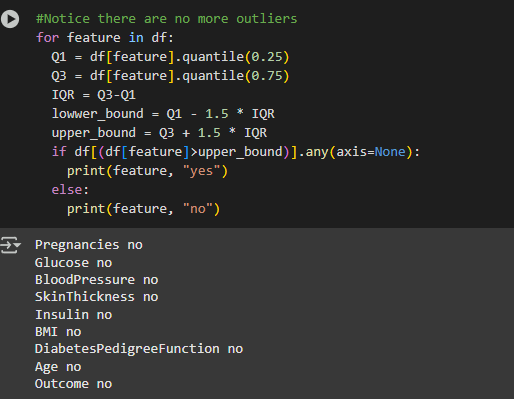 #Notice there are no more outliers
for feature in df:
  Q1 = df[feature].quantile(0.25)
  Q3 = df[feature].quantile(0.75)
  IQR = Q3-Q1
  lowwer_bound = Q1 - 1.5 * IQR
  upper_bound = Q3 + 1.5 * IQR
  if df[(df[feature]>upper_bound)].any(axis=None):
    print(feature, "yes")
  else:
    print(feature, "no")
Pregnancies no
Glucose no
BloodPressure no
SkinThickness no
Insulin no
BMI no
DiabetesPedigreeFunction no
Age no
Outcome no